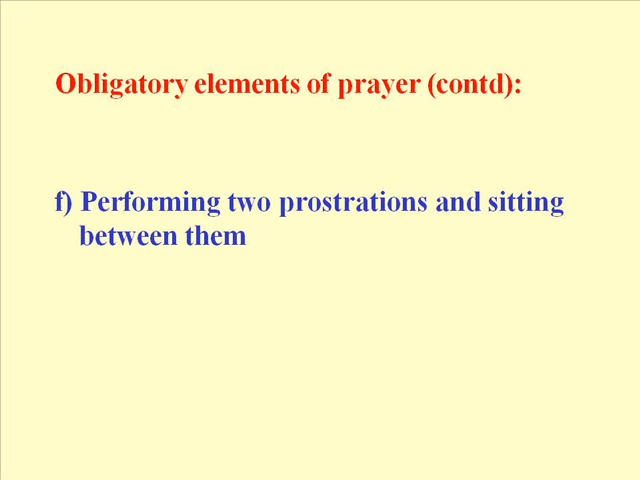 Obligatory elements of prayer (contd):
f) Performing two prostrations and sitting
between them